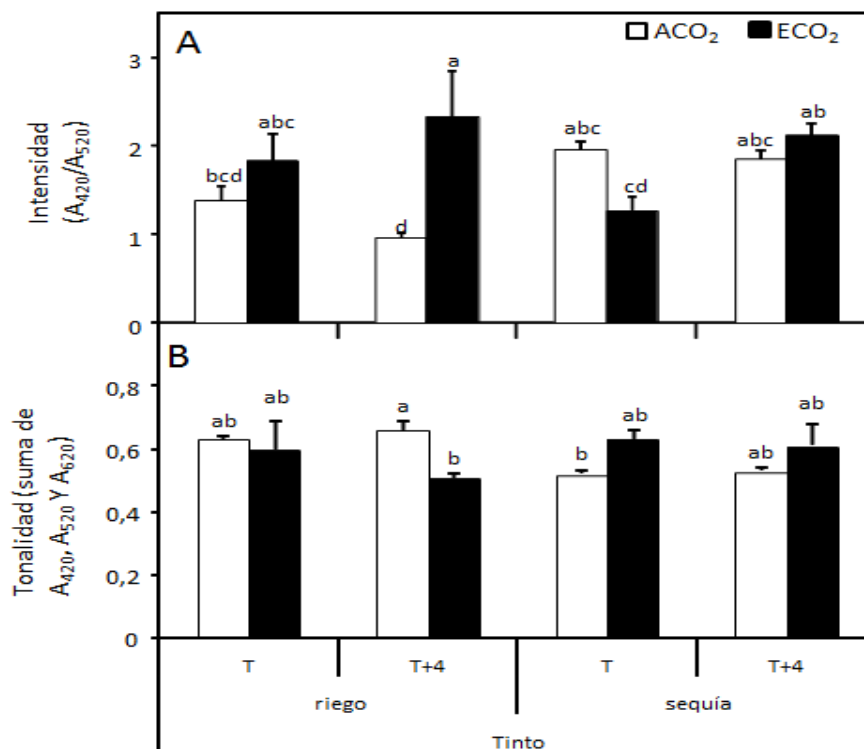 A
ACO₂ ECO₂
Intensidad
(A₄₂₀/A₅₂₀)
3
2
1
0
bcd abc d a abc cd abc ab
B
Tonalidad (suma de
A₄₂₀, A₅₂₀ Y A₆₂₀)
0,8
0,6
0,4
0,2
0
ab ab a b b ab ab ab
T T+4 T T+4
riego sequía
Tinto